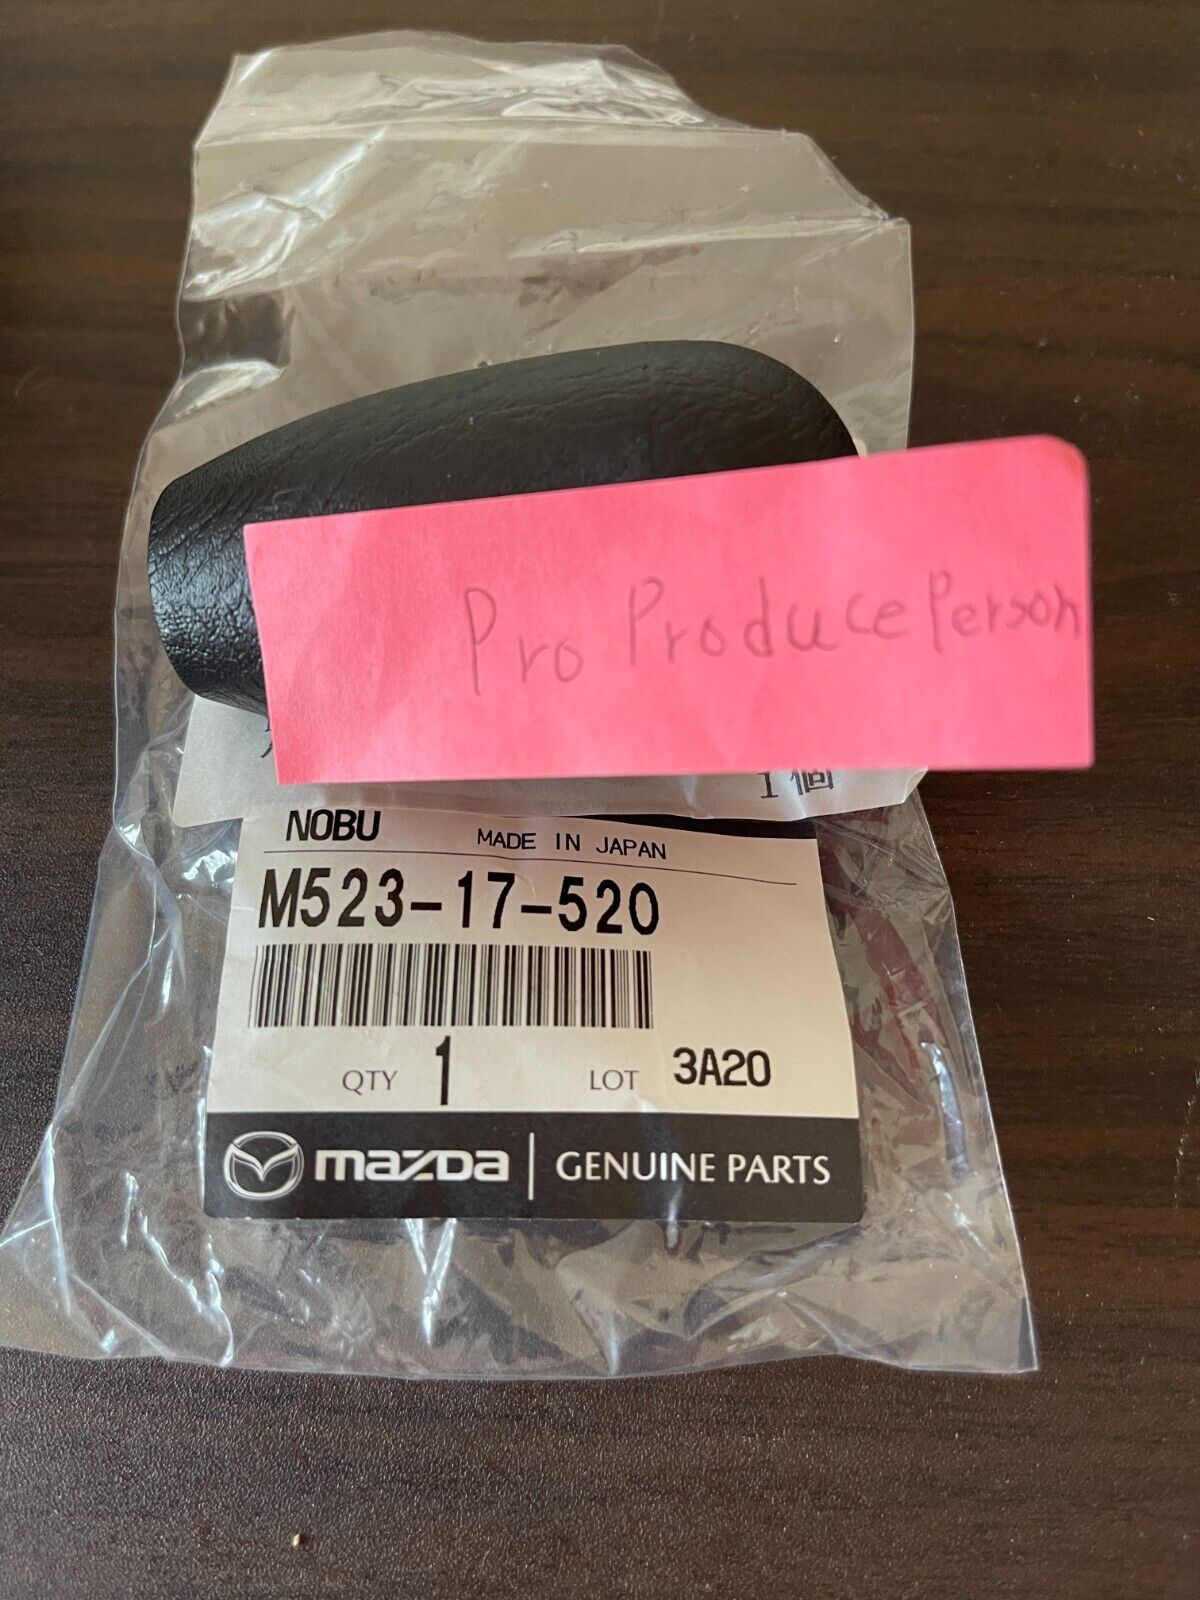 Pro Produce Person
1個
NOBU
MADE IN JAPAN
M523-17-520
QTY 1 LOT 3A20
mazda GENUINE PARTS